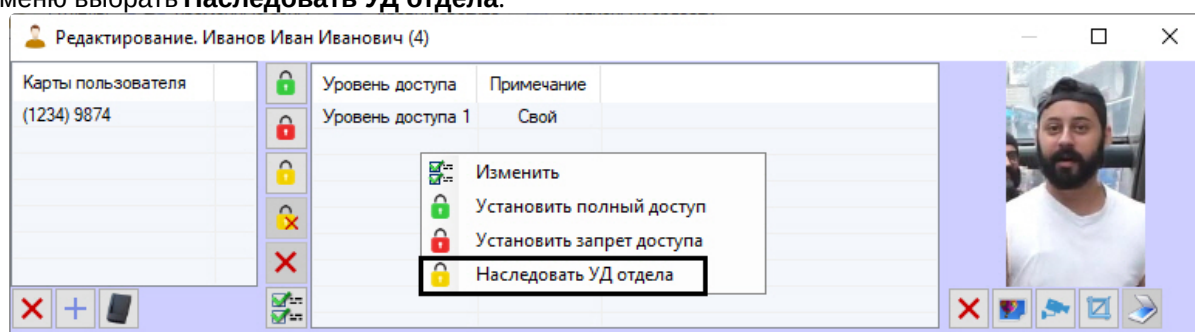 меню выбрать Наследовать УД отдела.
Редактирование. Иванов Иван Иванович (4)
Карты пользователя
Уровень доступа Примечание
(1234) 9874
Уровень доступа 1 Свой
Изменить
Установить полный доступ
Установить запрет доступа
Наследовать УД отдела